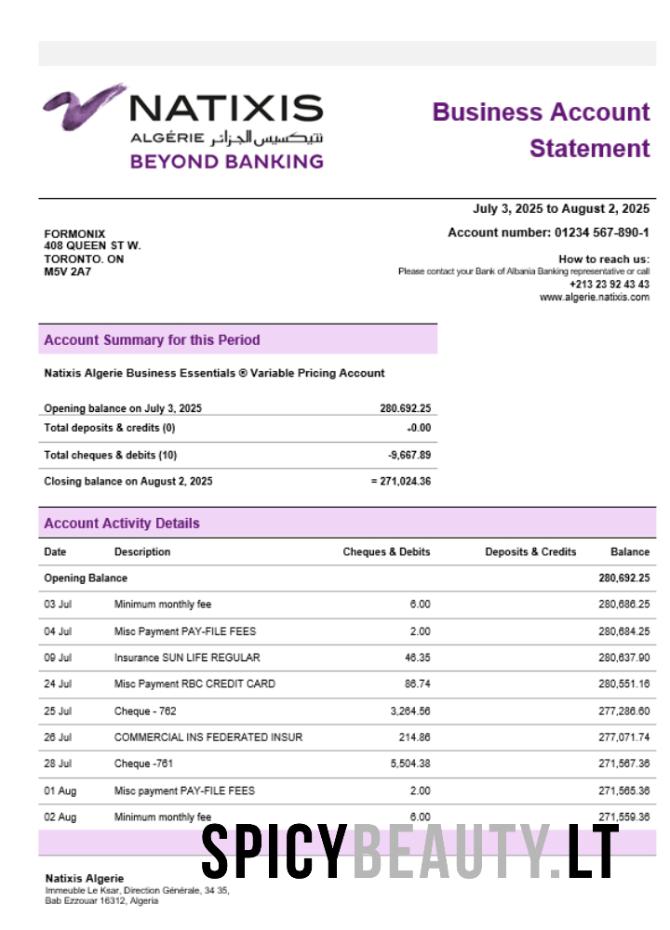 NATIXIS
ALGÉRIE نتيكسيس الجزائر
BEYOND BANKING
Business Account
Statement
July 3, 2025 to August 2, 2025
Account number: 01234 567-890-1
FORMONIX
408 QUEEN ST W.
TORONTO. ON
M5V 2A7
How to reach us:
Please contact your Bank of Albania Banking representative or call
+213 23 92 43 43
www.algerie.natixis.com
Account Summary for this Period
Natixis Algerie Business Essentials ® Variable Pricing Account
Opening balance on July 3, 2025 280.692.25
Total deposits & credits (0) -0.00
Total cheques & debits (10) -9,667.89
Closing balance on August 2, 2025 = 271,024.36
Account Activity Details
Date Description Cheques & Debits Deposits & Credits Balance
Opening Balance 280,692.25
03 Jul Minimum monthly fee 6.00 280,686.25
04 Jul Misc Payment PAY-FILE FEES 2.00 280,684.25
09 Jul Insurance SUN LIFE REGULAR 46.35 280,637.90
24 Jul Misc Payment RBC CREDIT CARD 86.74 280,551.16
25 Jul Cheque - 762 3,264.56 277,286.60
26 Jul COMMERCIAL INS FEDERATED INSUR 214.86 277,071.74
28 Jul Cheque -761 5,504.38 271,567.36
01 Aug Misc payment PAY-FILE FEES 2.00 271,565.36
02 Aug Minimum monthly fee 6.00 271,559.36
SPICYBEAUTY.LT
Natixis Algerie
Immeuble Le Ksar, Direction Générale, 34 35,
Bab Ezzouar 16312, Algeria